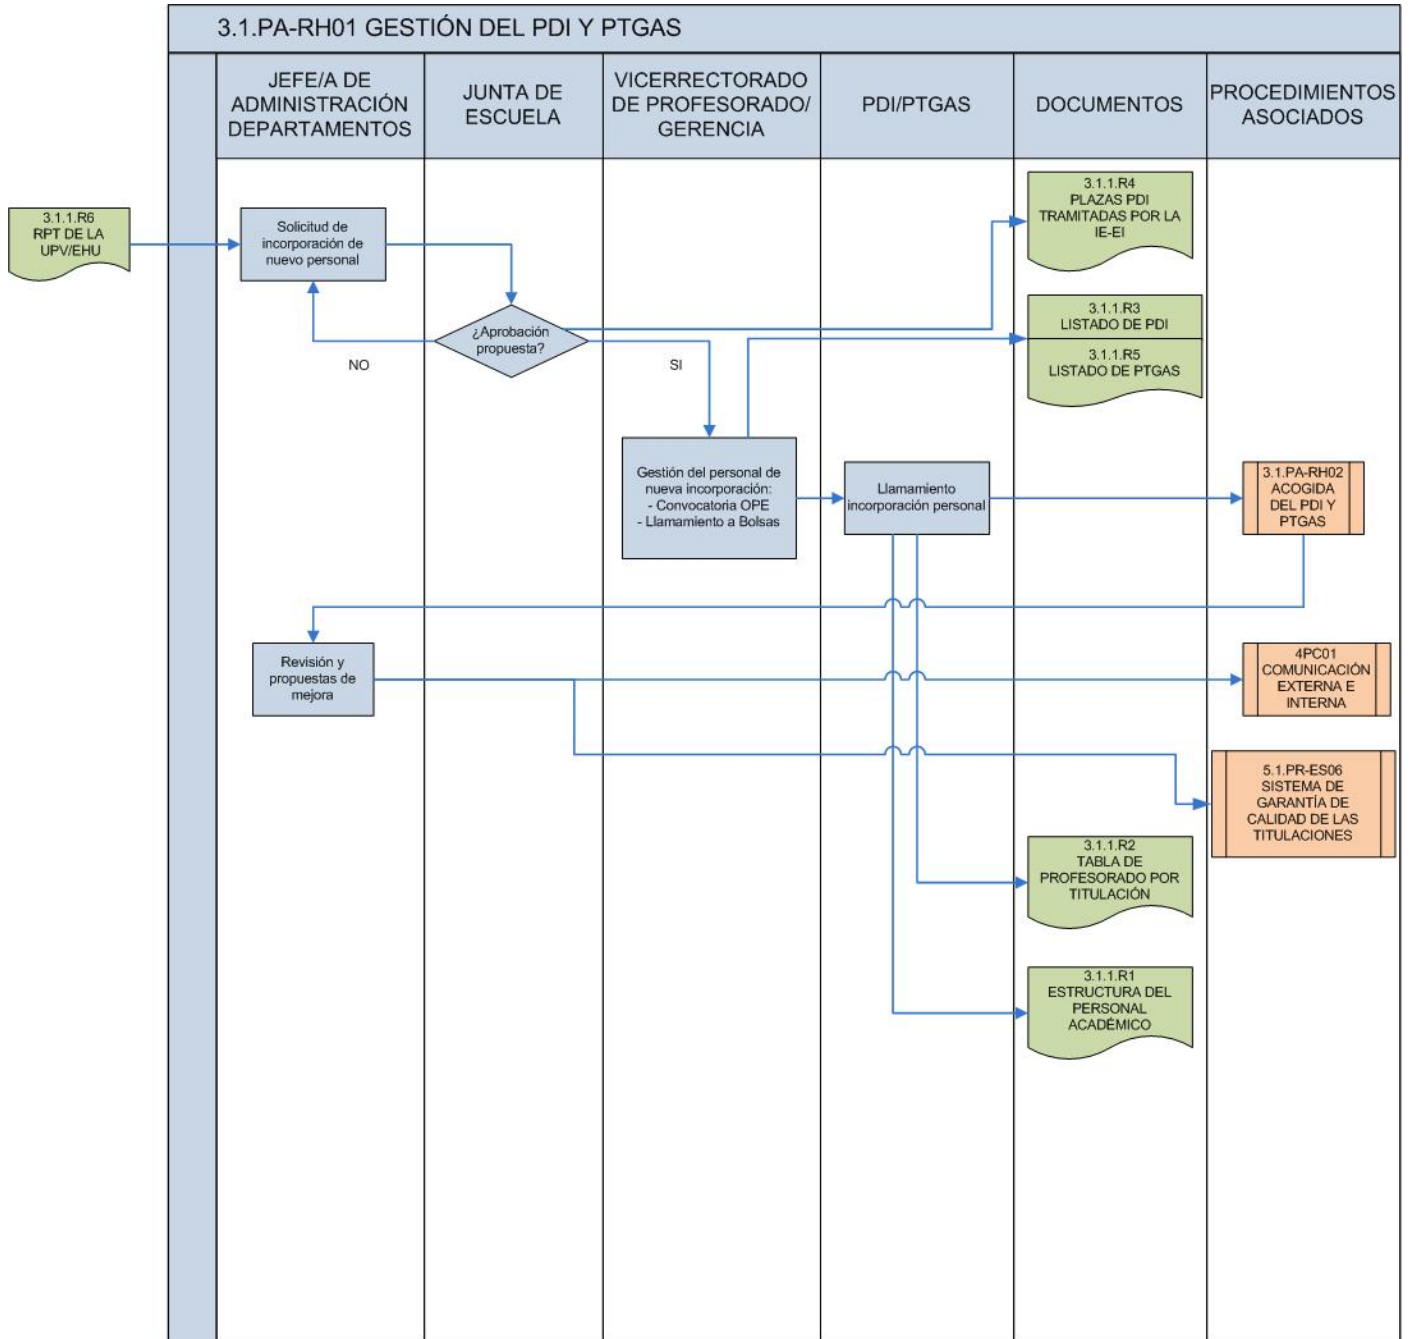 3.1.PA-RH01 GESTIÓN DEL PDI Y PTGAS
JEFE/A DE
ADMINISTRACIÓN
DEPARTAMENTOS
JUNTA DE
ESCUELA
VICERRECTORADO
DE PROFESORADO/
GERENCIA
PDI/PTGAS
DOCUMENTOS
PROCEDIMIENTOS
ASOCIADOS
3.1.1.R6
RPT DE LA
UPV/EHU
Solicitud de
incorporación de
nuevo personal
3.1.1.R4
PLAZAS PDI
TRAMITADAS POR LA
IE-EI
¿Aprobación
propuesta?
NO
SI
3.1.1.R3
LISTADO DE PDI
3.1.1.R5
LISTADO DE PTGAS
Gestión del personal de
nueva incorporación:
- Convocatoria OPE
- Llamamiento a Bolsas
Llamamiento
incorporación personal
3.1.PA-RH02
ACOGIDA
DEL PDI Y
PTGAS
Revisión y
propuestas de
mejora
4PC01
COMUNICACIÓN
EXTERNA E
INTERNA
5.1.PR-ES06
SISTEMA DE
GARANTÍA DE
CALIDAD DE LAS
TITULACIONES
3.1.1.R2
TABLA DE
PROFESORADO POR
TITULACIÓN
3.1.1.R1
ESTRUCTURA DEL
PERSONAL
ACADÉMICO